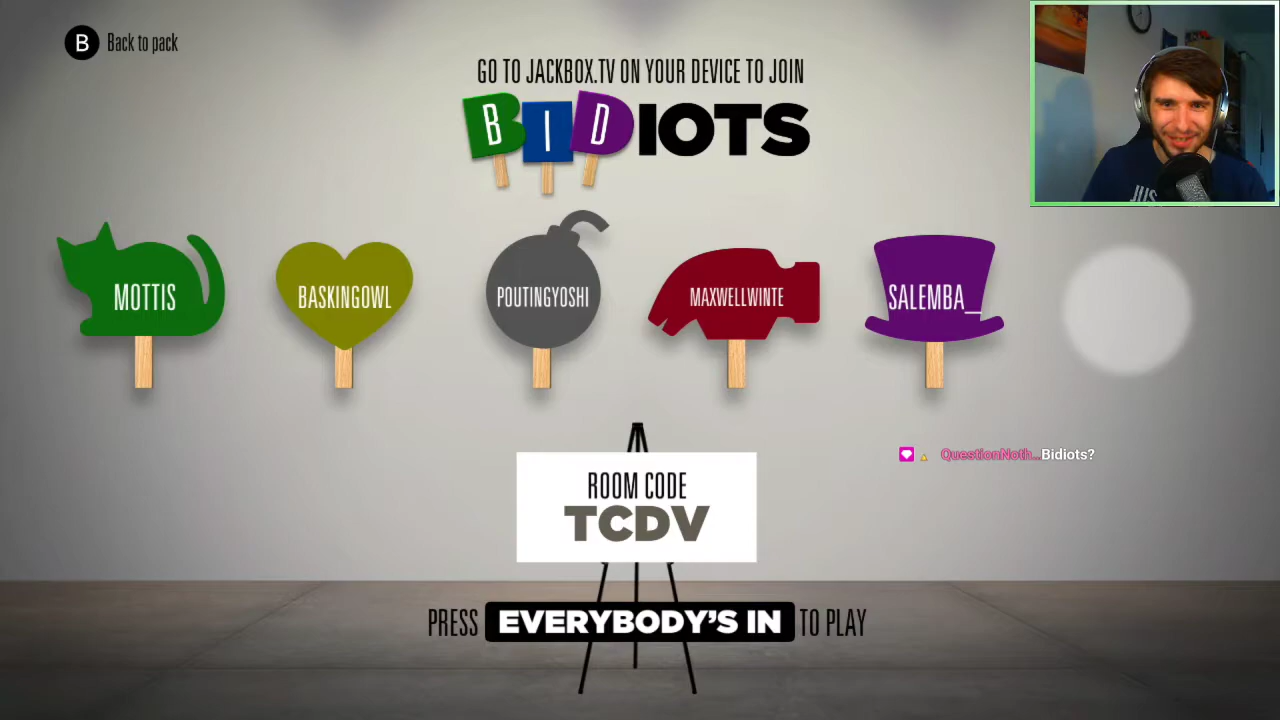 B Back to pack
GO TO JACKBOX.TV ON YOUR DEVICE TO JOIN
BIDIOTS
MOTTIS
BASKINGOWL
POUTINGYOSHI
MAXWELLWINTE
SALEMBA_
QuestionNoth...Bidiots?
ROOM CODE
TCDV
PRESS EVERYBODY'S IN TO PLAY
JUS